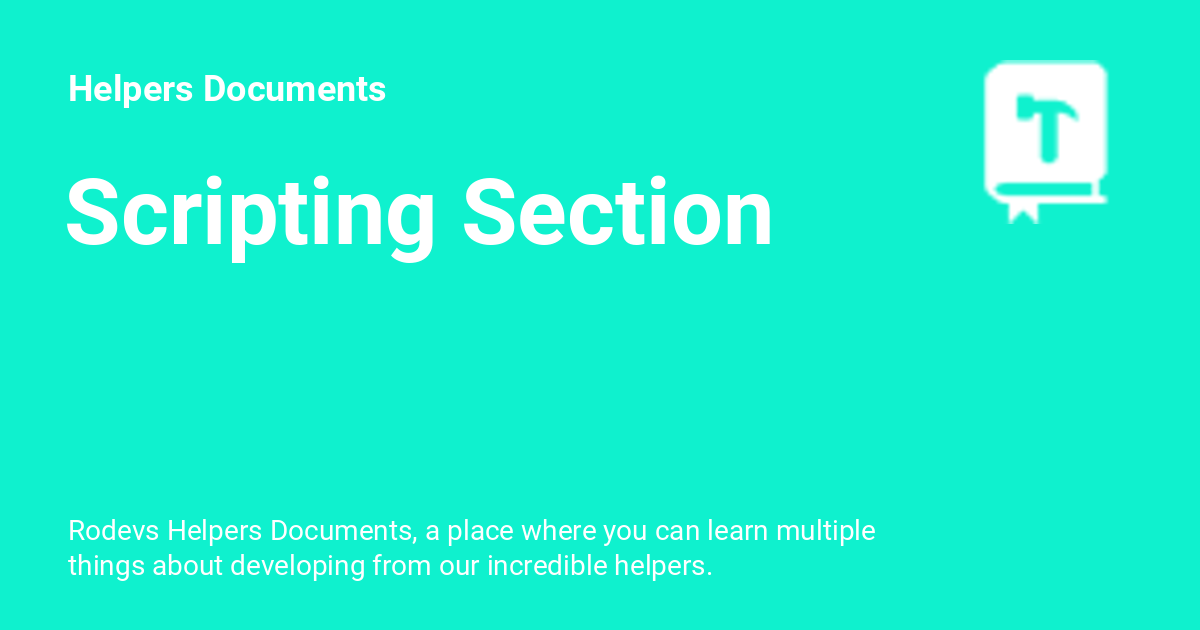 Helpers Documents
Scripting Section
Rodevs Helpers Documents, a place where you can learn multiple
things about developing from our incredible helpers.